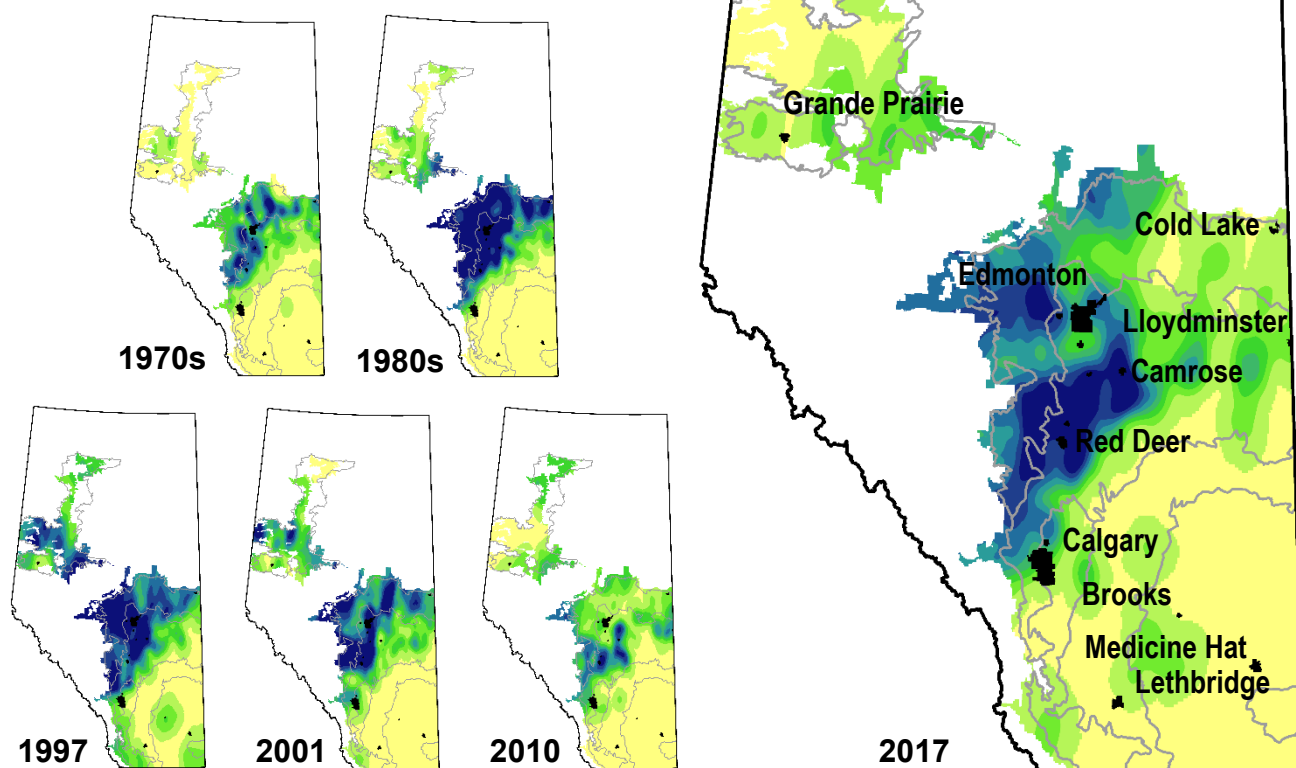 1970s
1980s
1997
2001
2010
Grande Prairie
Cold Lake
Edmonton
Lloydminster
Camrose
Red Deer
Calgary
Brooks
Medicine Hat
Lethbridge
2017